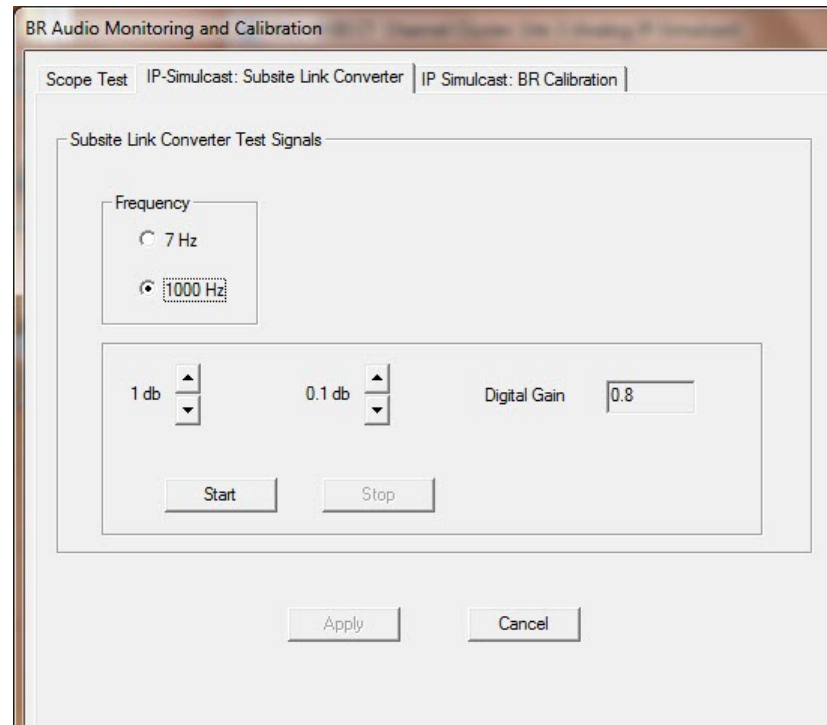 BR Audio Monitoring and Calibration
Scope Test
IP-Simulcast: Subsite Link Converter
IP Simulcast: BR Calibration
Subsite Link Converter Test Signals
Frequency
7 Hz
1000 Hz
1 db
0.1 db
Digital Gain
0.8
Start
Stop
Apply
Cancel